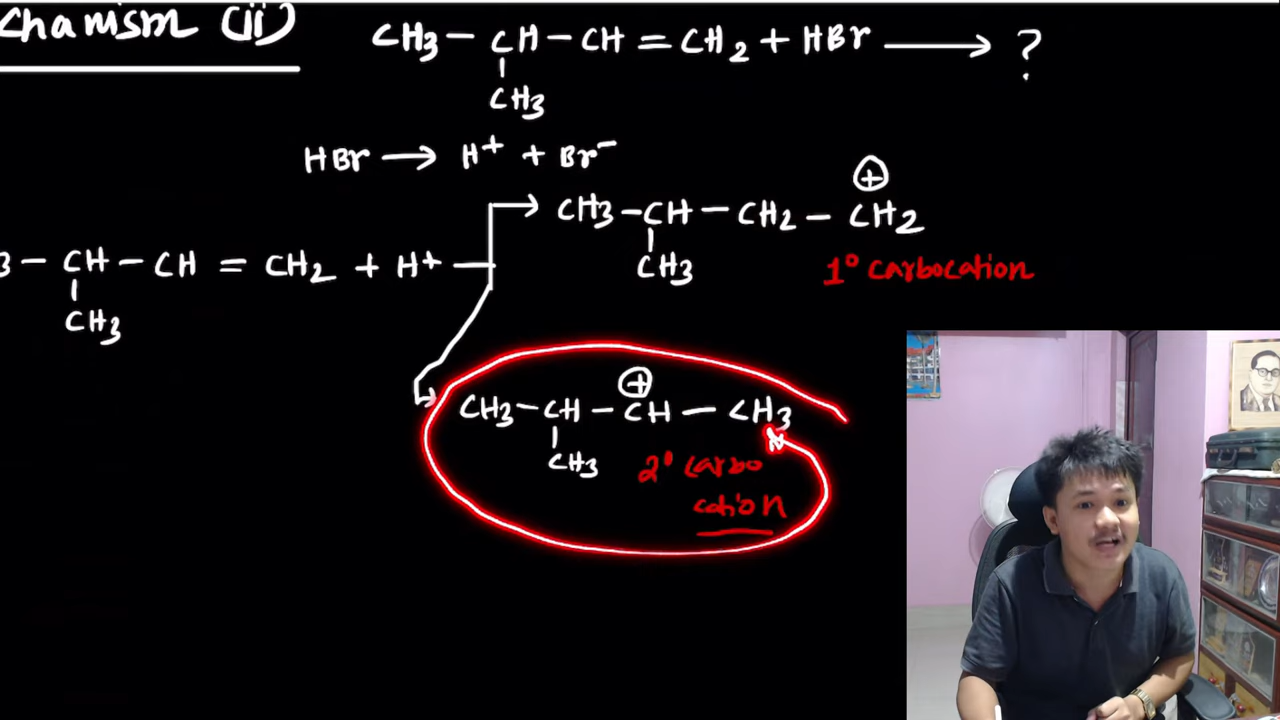 chanism (ii)
CH3 — CH — CH = CH2 + HBr ⟶ ?
|
CH3
HBr ⟶ H+ + Br-
⊕
CH3 — CH — CH2 — CH2
|
CH3
1° carbocation
3 — CH — CH = CH2 + H+
|
CH3
⊕
CH3 — CH — CH — CH3
|
CH3
2° carbo
cation